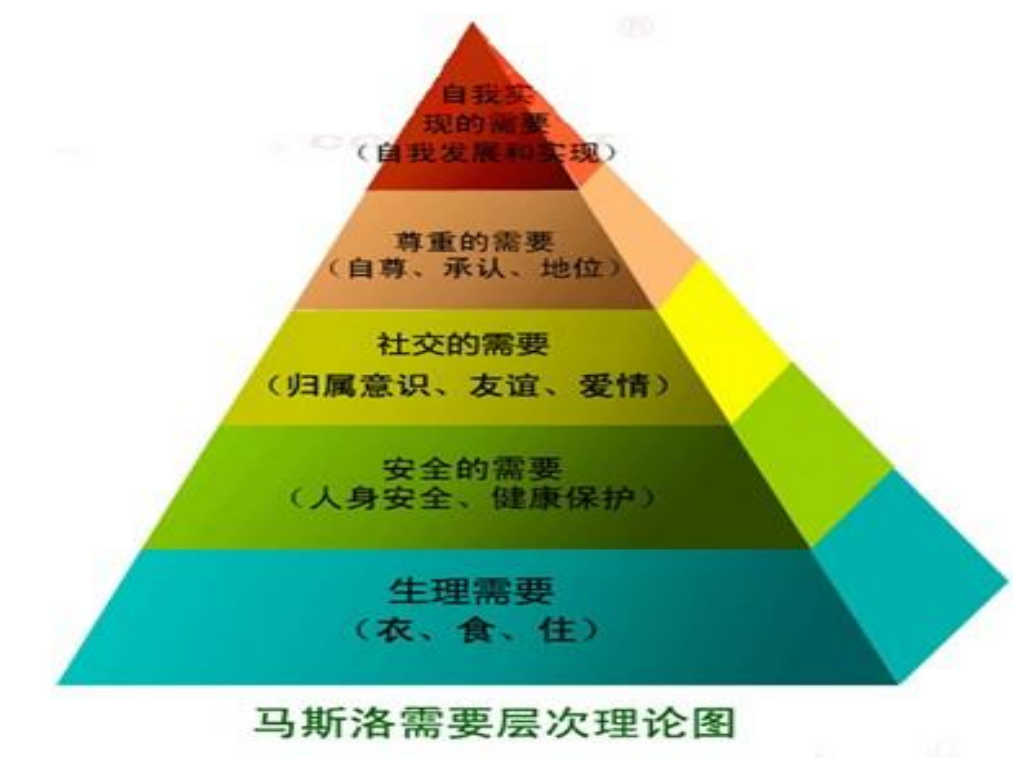 自我实
现的需要
（自我发展和实现）
尊重的需要
（自尊、承认、地位）
社交的需要
（归属意识、友谊、爱情）
安全的需要
（人身安全、健康保护）
生理需要
（衣、食、住）
马斯洛需要层次理论图